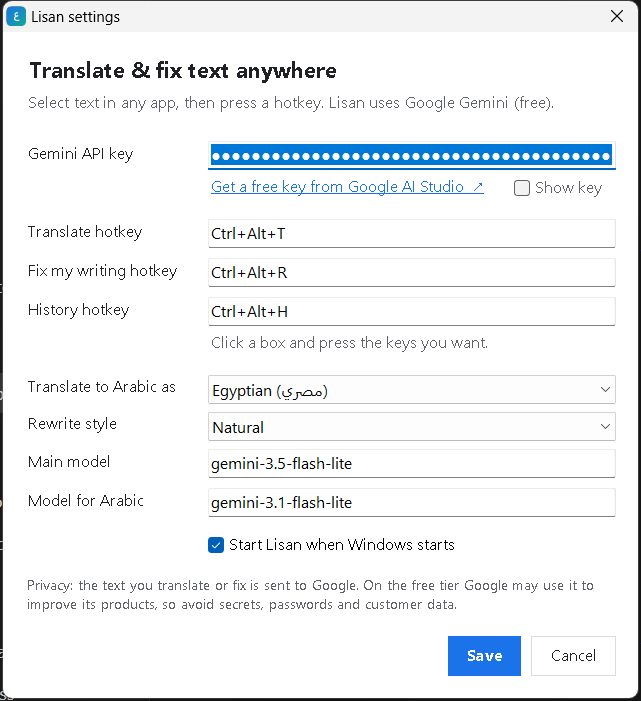 Lisan settings
Translate & fix text anywhere
Select text in any app, then press a hotkey. Lisan uses Google Gemini (free).
Gemini API key
●●●●●●●●●●●●●●●●●●●●●●●●●●●●●●●●●●●●●●●
Get a free key from Google AI Studio ↗ Show key
Translate hotkey Ctrl+Alt+T
Fix my writing hotkey Ctrl+Alt+R
History hotkey Ctrl+Alt+H
Click a box and press the keys you want.
Translate to Arabic as Egyptian (مصري)
Rewrite style Natural
Main model gemini-3.5-flash-lite
Model for Arabic gemini-3.1-flash-lite
Start Lisan when Windows starts
Privacy: the text you translate or fix is sent to Google. On the free tier Google may use it to
improve its products, so avoid secrets, passwords and customer data.
Save Cancel